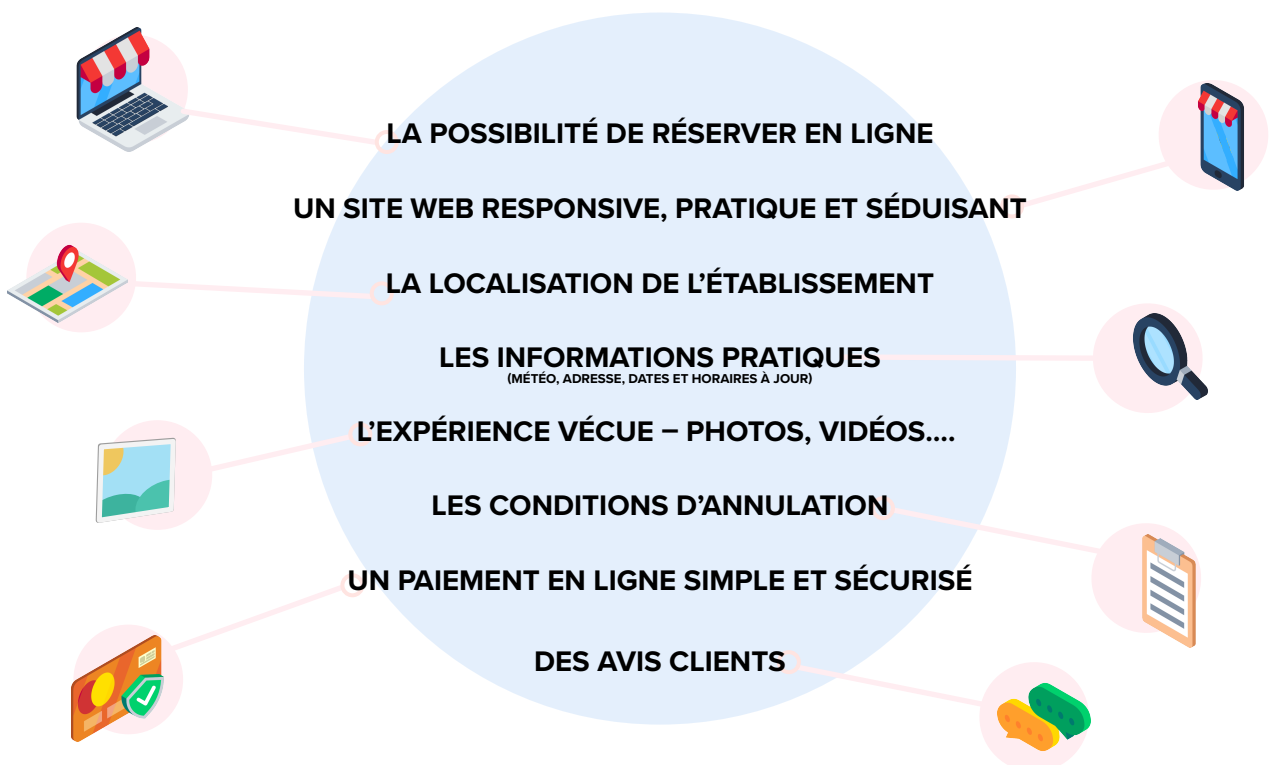 LA POSSIBILITÉ DE RÉSERVER EN LIGNE
UN SITE WEB RESPONSIVE, PRATIQUE ET SÉDUISANT
LA LOCALISATION DE L'ÉTABLISSEMENT
LES INFORMATIONS PRATIQUES
(MÉTÉO, ADRESSE, DATES ET HORAIRES À JOUR)
L'EXPÉRIENCE VÉCUE – PHOTOS, VIDÉOS....
LES CONDITIONS D'ANNULATION
UN PAIEMENT EN LIGNE SIMPLE ET SÉCURISÉ
DES AVIS CLIENTS